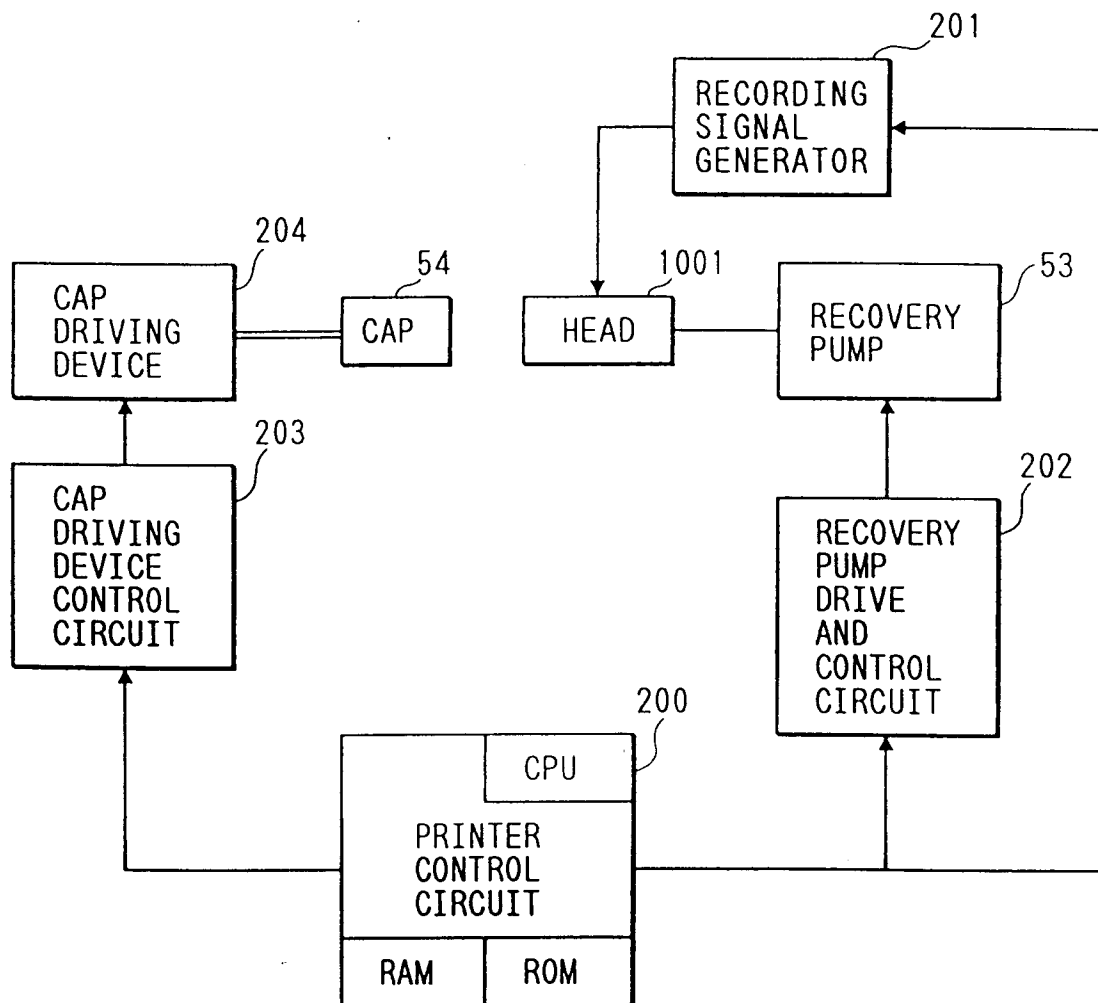 201
RECORDING
SIGNAL
GENERATOR
204
CAP
DRIVING
DEVICE
54
CAP
1001
HEAD
53
RECOVERY
PUMP
203
CAP
DRIVING
DEVICE
CONTROL
CIRCUIT
202
RECOVERY
PUMP
DRIVE
AND
CONTROL
CIRCUIT
200
CPU
PRINTER
CONTROL
CIRCUIT
RAM
ROM